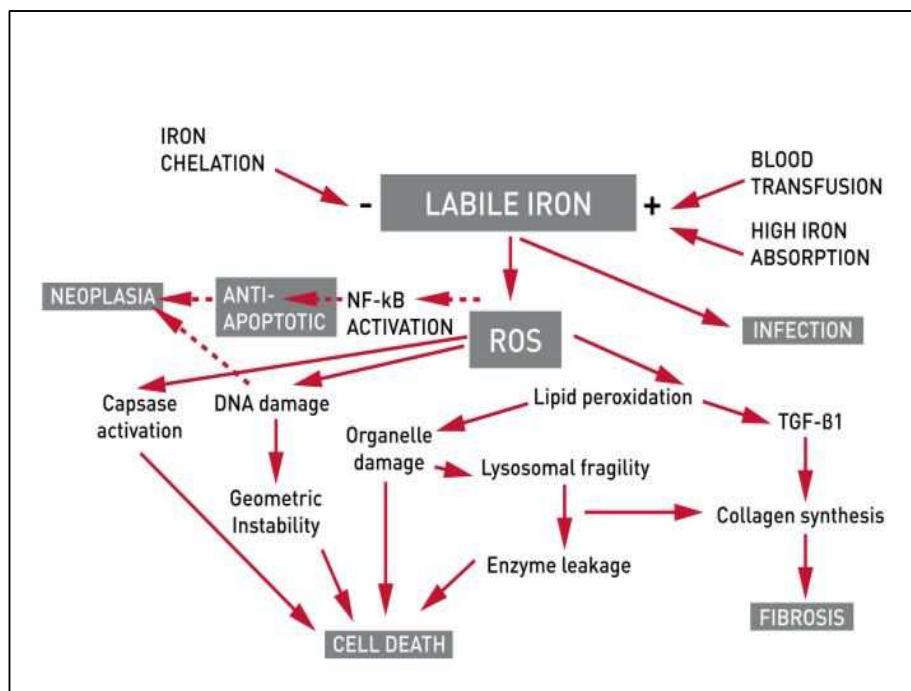 IRON
CHELATION
BLOOD
TRANSFUSION
- LABILE IRON +
HIGH IRON
ABSORPTION
NEOPLASIA
ANTI-
APOPTOTIC
NF-kB
ACTIVATION
INFECTION
ROS
Capsase
activation
DNA damage
Lipid peroxidation
TGF-ß1
Organelle
damage
Lysosomal fragility
Geometric
Instability
Collagen synthesis
Enzyme leakage
FIBROSIS
CELL DEATH